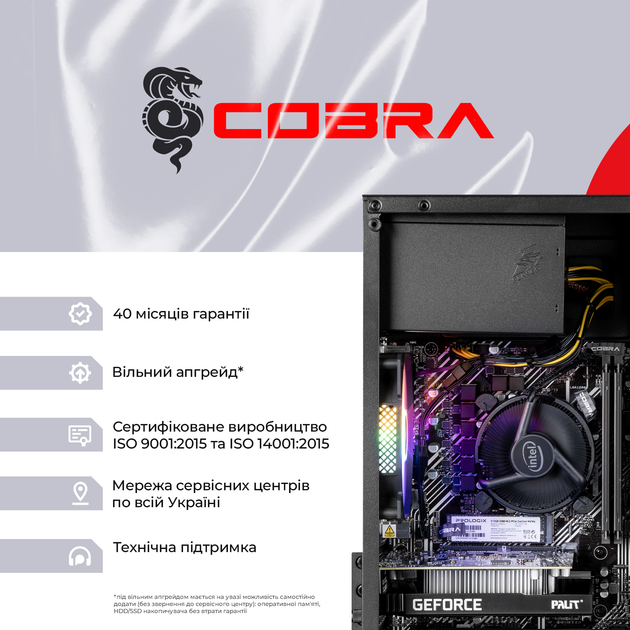 COBRA
40 місяців гарантії
Вільний апгрейд*
Сертифіковане виробництво
ISO 9001:2015 та ISO 14001:2015
Мережа сервісних центрів
по всій Україні
Технічна підтримка
*під вільним апгрейдом мається на увазі можливість самостійно
додати (без звернення до сервісного центру): оперативної пам'яті,
HDD/SSD накопичувача без втрати гарантії
COBRA
intel
PROLOGIX
GEFORCE
PALIT